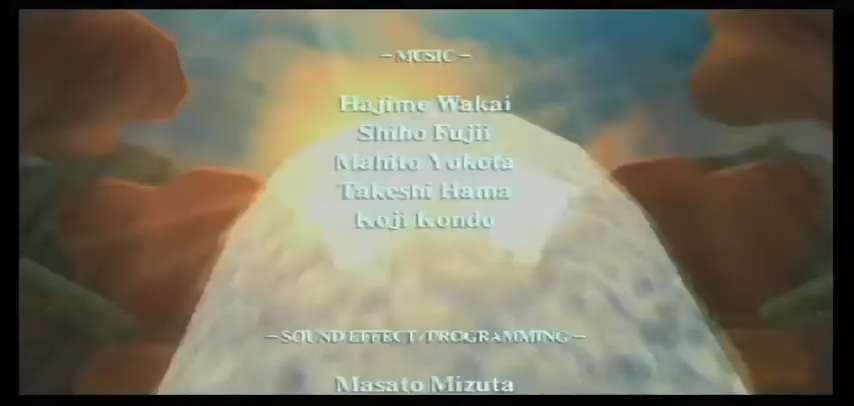 – MUSIC –
Hajime Wakai
Shiho Fujii
Mahito Yokota
Takeshi Hama
Koji Kondo
– SOUND EFFECT/PROGRAMMING –
Masato Mizuta